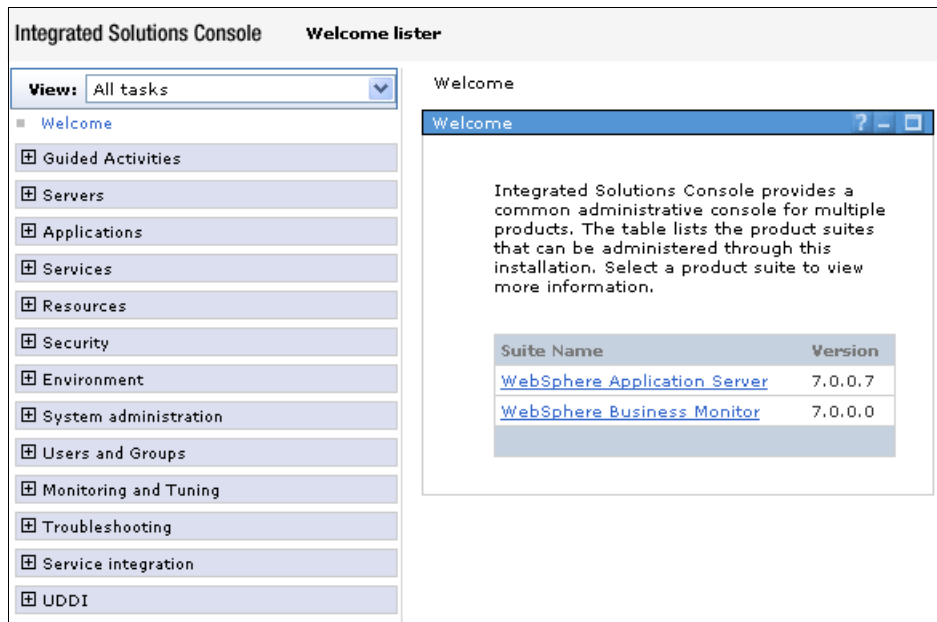 Integrated Solutions Console Welcome lister
View: All tasks
Welcome
Guided Activities
Servers
Applications
Services
Resources
Security
Environment
System administration
Users and Groups
Monitoring and Tuning
Troubleshooting
Service integration
UDDI
Welcome
Welcome ?
Integrated Solutions Console provides a
common administrative console for multiple
products. The table lists the product suites
that can be administered through this
installation. Select a product suite to view
more information.
Suite Name Version
WebSphere Application Server 7.0.0.7
WebSphere Business Monitor 7.0.0.0